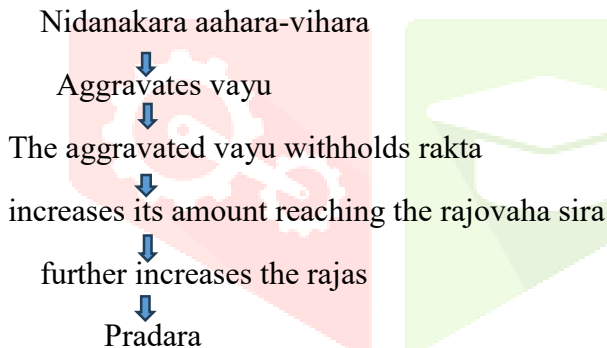 Nidanakara aahara-vihara
Aggravates vayu
The aggravated vayu withholds rakta
increases its amount reaching the rajovaha sira
further increases the rajas
Pradara